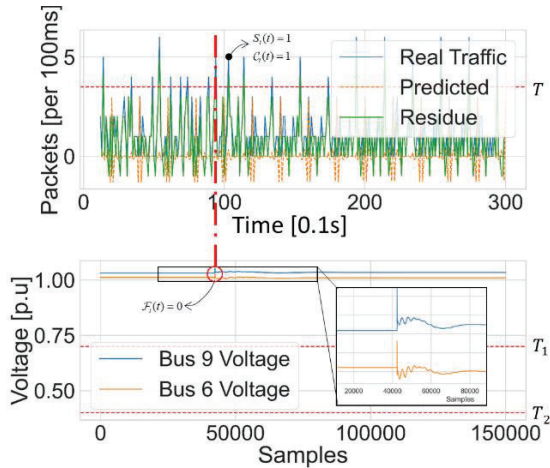 S_i(t)=1
C_i(t)=1
Real Traffic
Predicted
Residue
T
Packets [per 100ms]
5
0
0
100
200
300
Time [0.1s]
Voltage [p.u]
1.00
0.75
0.50
F_i(t)=0
Bus 9 Voltage
Bus 6 Voltage
T_1
T_2
20000
40000
60000
80000
Samples
0
50000
100000
150000
Samples